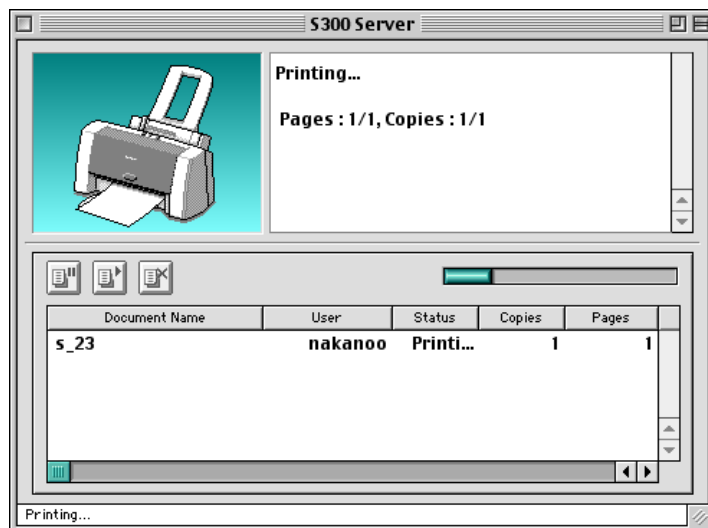 S300 Server
Printing...
Pages : 1/1, Copies : 1/1
Document Name User Status Copies Pages
s_23 nakanoo Printi... 1 1
Printing...